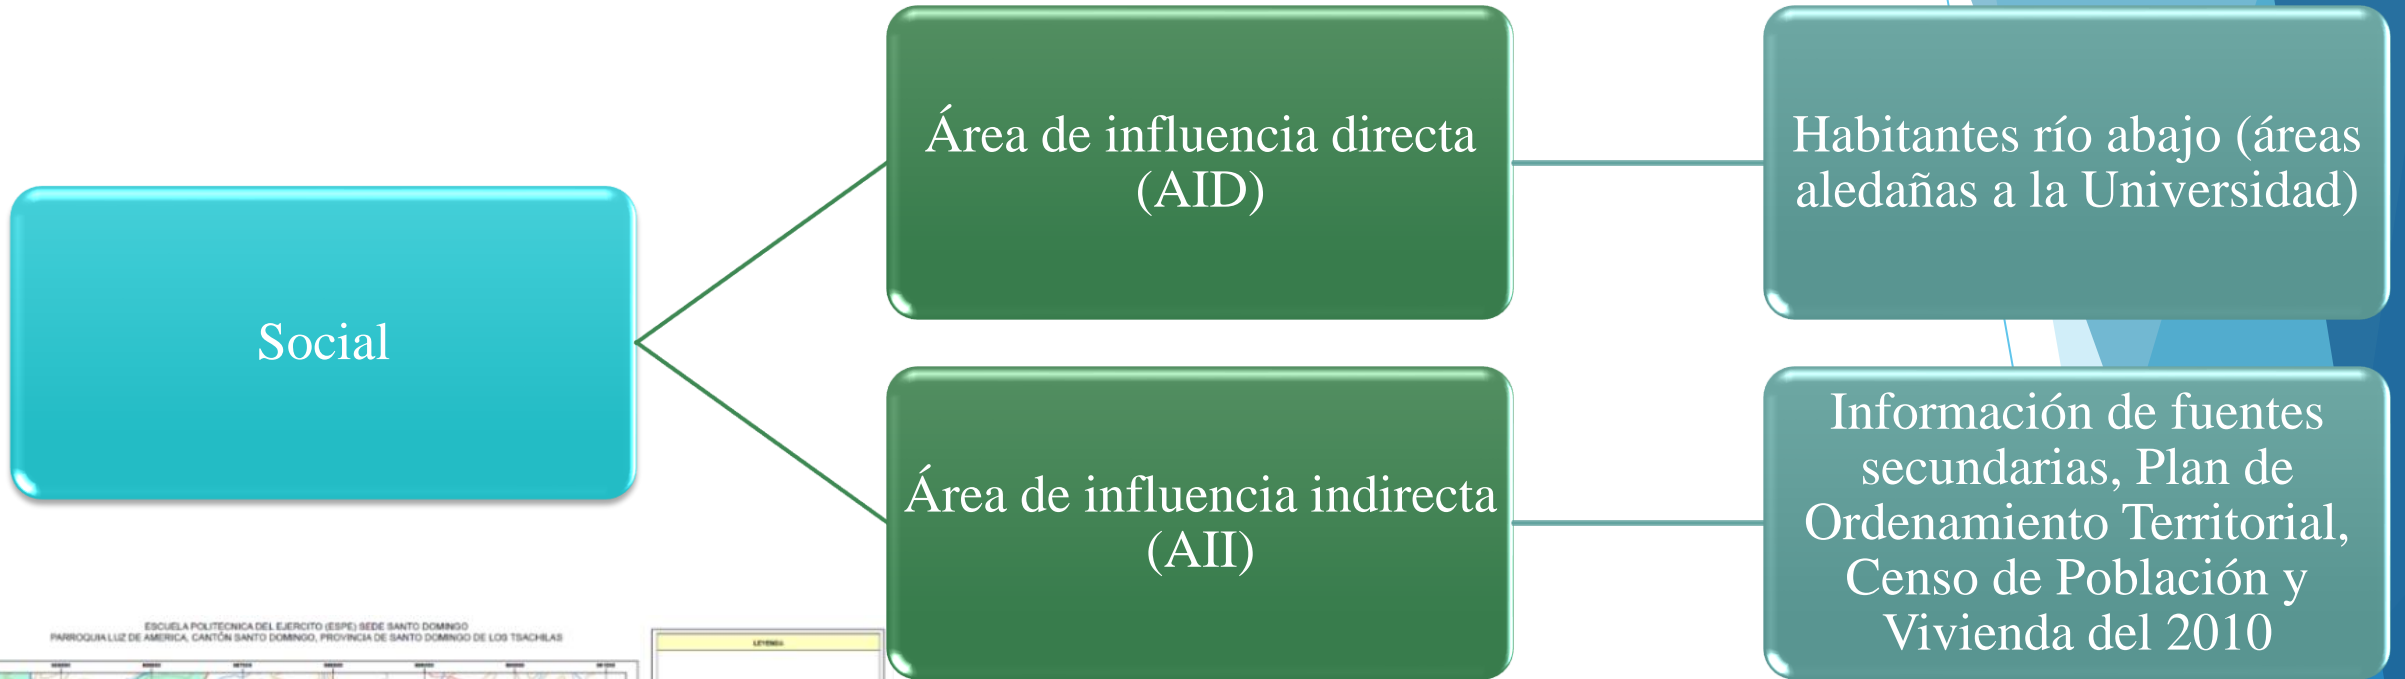 Social
Área de influencia directa
(AID)
Habitantes río abajo (áreas
aledañas a la Universidad)
Área de influencia indirecta
(AII)
Información de fuentes
secundarias, Plan de
Ordenamiento Territorial,
Censo de Población y
Vivienda del 2010
ESCUELA POLITECNICA DEL EJERCITO (ESPE) SEDE SANTO DOMINGO
PARROQUIA LUZ DE AMERICA, CANTÓN SANTO DOMINGO, PROVINCIA DE SANTO DOMINGO DE LOS TSACHILAS
LEYENDA